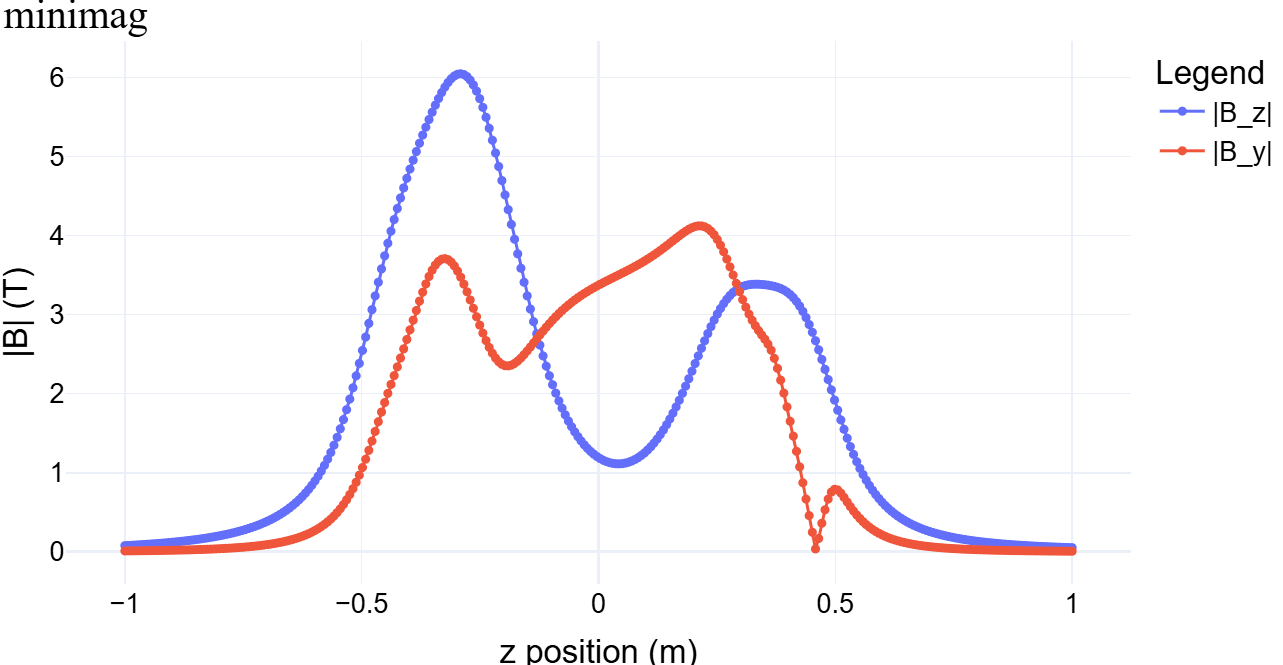 minimag
Legend
|B_z|
|B_y|
|B| (T)
6
5
4
3
2
1
0
−1
−0.5
0
0.5
1
z position (m)